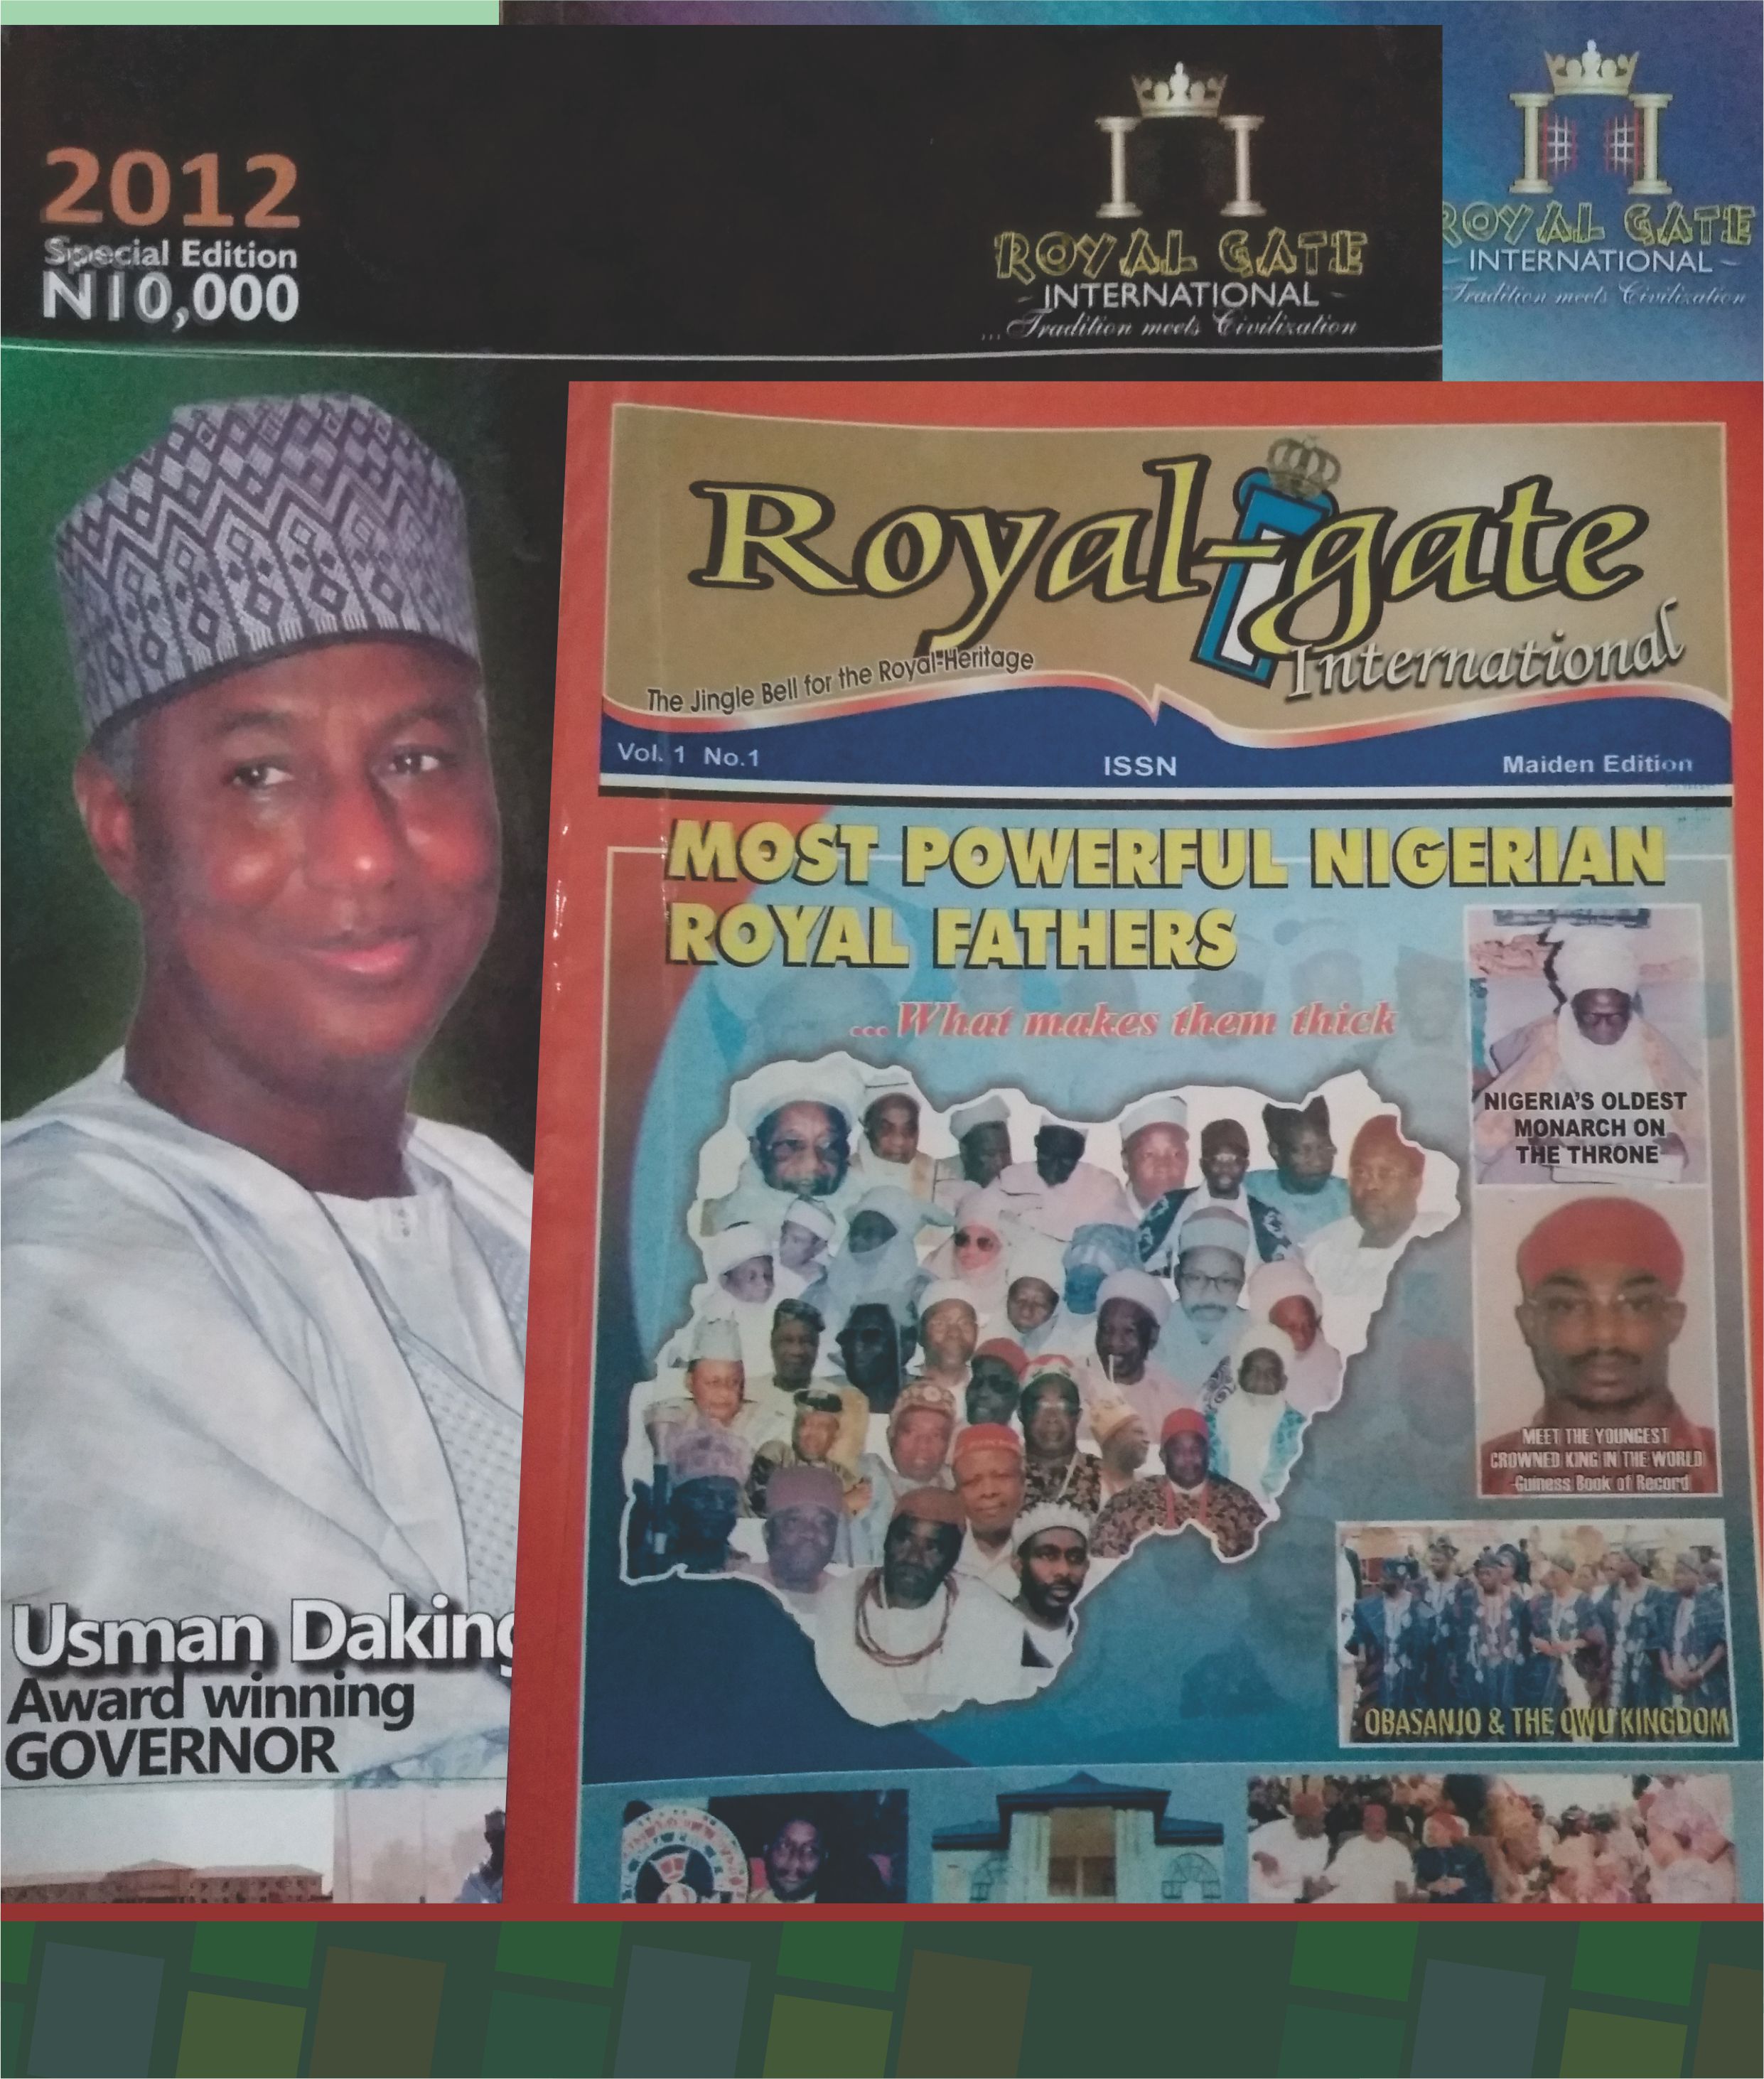 2012
Special Edition
N10,000
ROYAL GATE
INTERNATIONAL
...Tradition meets Civilization
ROYAL GATE
INTERNATIONAL
Tradition meets Civilization
Royal-gate
International
The Jingle Bell for the Royal-Heritage
Vol. 1 No.1
ISSN
Maiden Edition
MOST POWERFUL NIGERIAN
ROYAL FATHERS
...What makes them thick
NIGERIA'S OLDEST
MONARCH ON
THE THRONE
MEET THE YOUNGEST
CROWNED KING IN THE WORLD
-Guiness Book of Record
OBASANJO & THE OWU KINGDOM
Usman Daking
Award winning
GOVERNOR